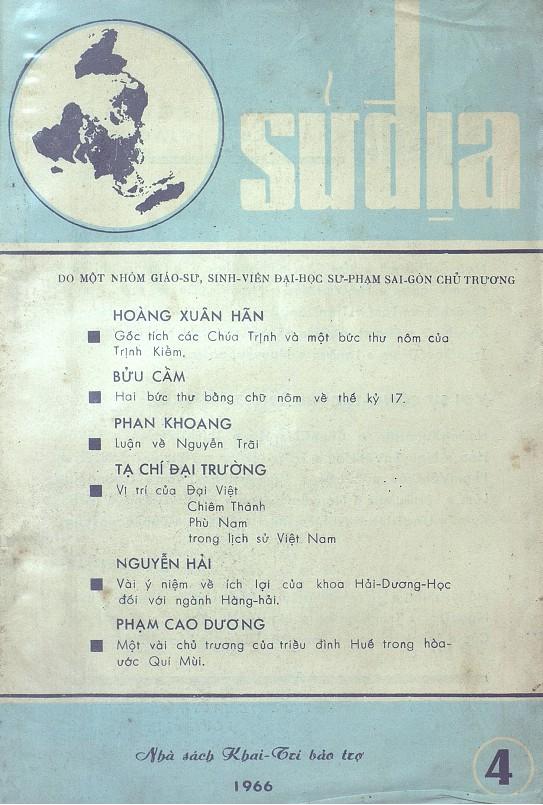 sửđịa
DO MỘT NHÓM GIÁO-SƯ, SINH-VIÊN ĐẠI-HỌC SƯ-PHẠM SAI-GÒN CHỦ TRƯƠNG
HOÀNG XUÂN HÃN
Gốc tích các Chúa Trịnh và một bức thư nôm của
Trịnh Kiểm.
BỬU CẦM
Hai bức thư bằng chữ nôm về thế kỷ 17.
PHAN KHOANG
Luận về Nguyễn Trãi
TẠ CHÍ ĐẠI TRƯỜNG
Vị trí của Đại Việt
Chiêm Thành
Phù Nam
trong lịch sử Việt Nam
NGUYỄN HẢI
Vài ý niệm về ích lợi của khoa Hải-Dương-Học
đối với ngành Hàng-hải.
PHẠM CAO DƯƠNG
Một vài chủ trương của triều đình Huế trong hòa-
ước Quí Mùi.
Nhà sách Khai-Trí bảo trợ
1966
4